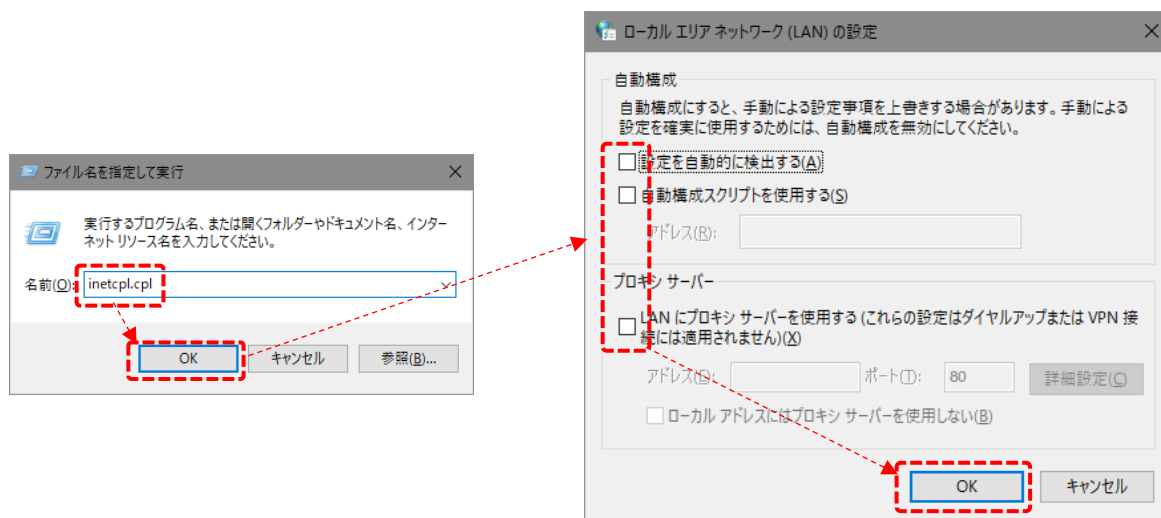 ファイル名を指定して実行
実行するプログラム名、または開くフォルダーやドキュメント名、インター
ネット リソース名を入力してください。
名前(O):
inetcpl.cpl
OK
キャンセル
参照(B)...
ローカル エリア ネットワーク (LAN) の設定
自動構成
自動構成にすると、手動による設定事項を上書きする場合があります。手動による
設定を確実に使用するためには、自動構成を無効にしてください。
設定を自動的に検出する(A)
自動構成スクリプトを使用する(S)
アドレス(R):
プロキシ サーバー
LAN にプロキシ サーバーを使用する (これらの設定はダイヤルアップまたは VPN 接
続には適用されません)(X)
アドレス(E):
ポート(T):
80
詳細設定(C)
ローカル アドレスにはプロキシ サーバーを使用しない(B)
OK
キャンセル